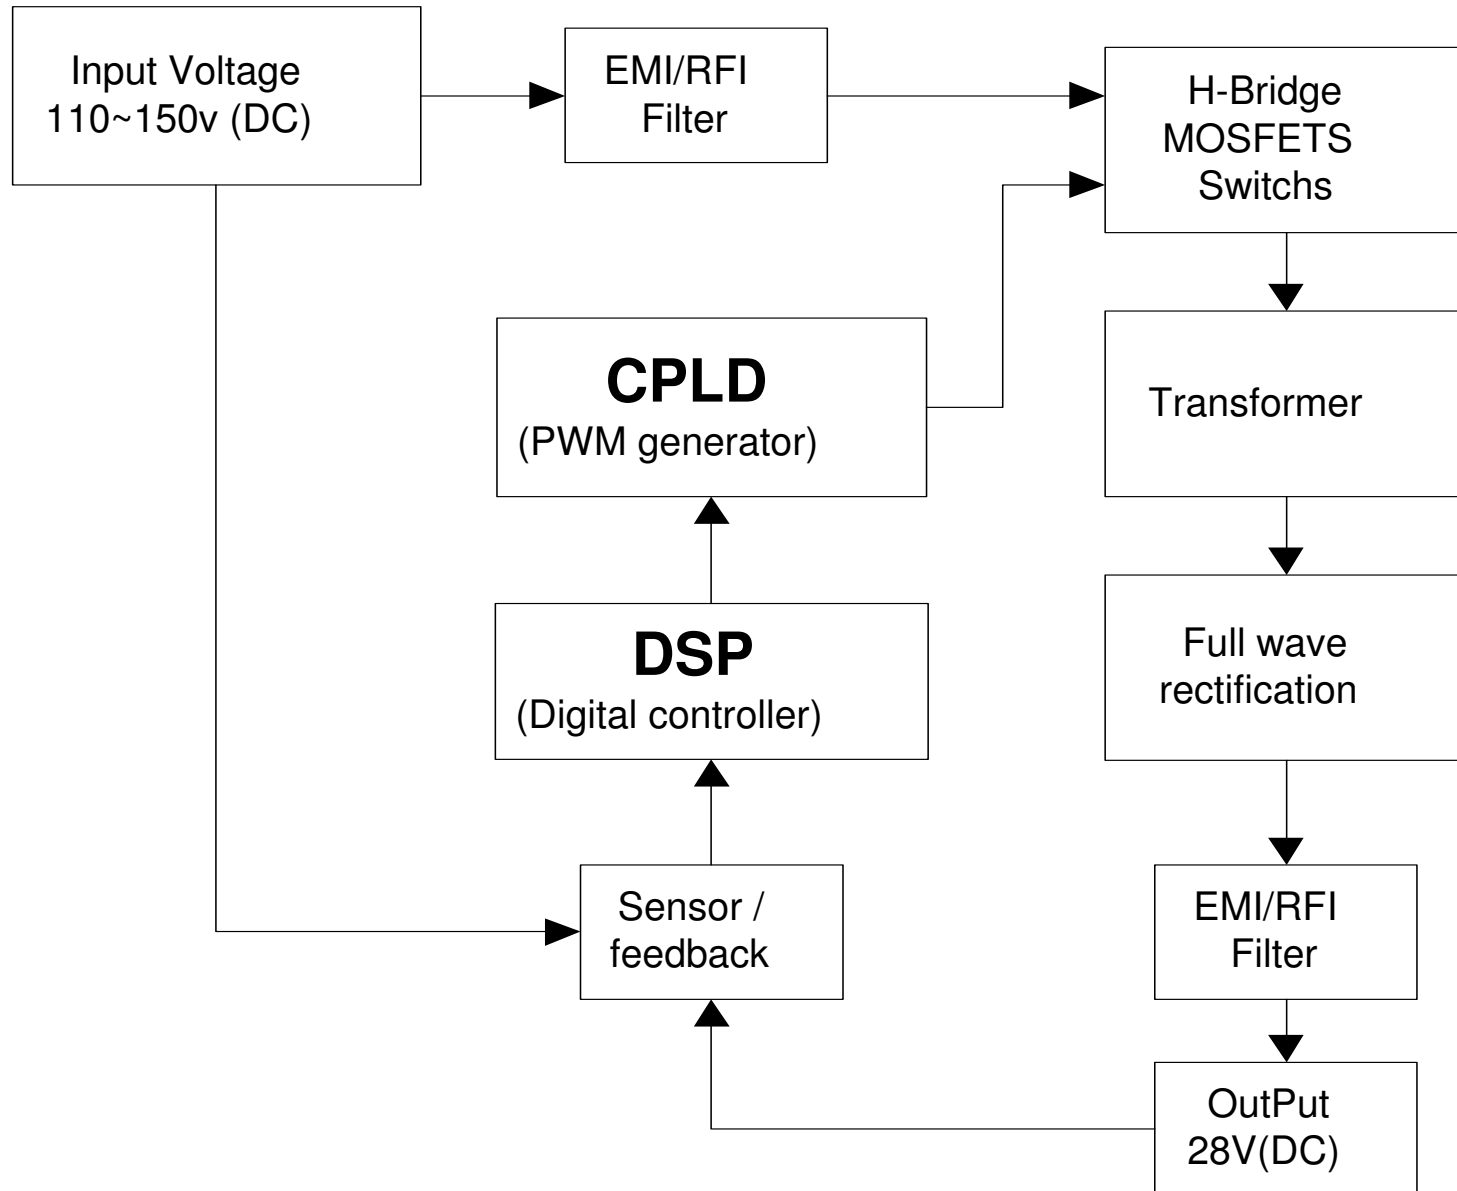 Input Voltage
110~150v (DC)
EMI/RFI
Filter
H-Bridge
MOSFETS
Switchs
CPLD
(PWM generator)
Transformer
DSP
(Digital controller)
Full wave
rectification
Sensor /
feedback
EMI/RFI
Filter
OutPut
28V(DC)